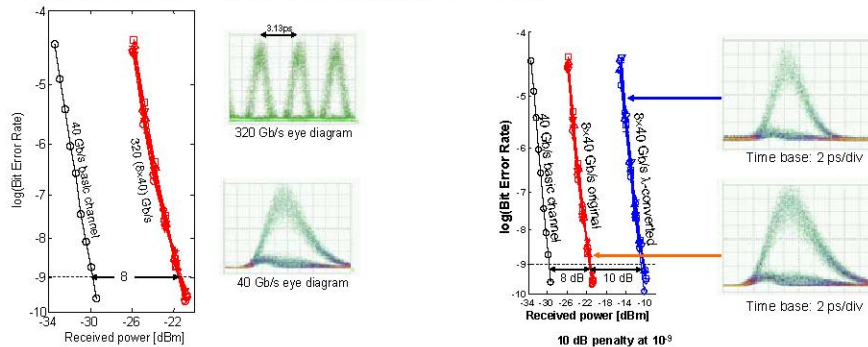 -4
-5
-6
-7
-8
-9
-10
log(Bit Error Rate)
40 Gb/s basic channel
320 (8×40) Gb/s
8
-34
-30
-26
-22
Received power [dBm]
3.13ps
320 Gb/s eye diagram
40 Gb/s eye diagram
-4
-5
-6
-7
-8
-9
-10
log(Bit Error Rate)
40 Gb/s basic channel
8×40 Gb/s original
8×40 Gb/s λ-converted
8 dB
10 dB
-34 -30 -26 -22 -18 -14 -10
Received power [dBm]
10 dB penalty at 10⁻⁹
Time base: 2 ps/div
Time base: 2 ps/div